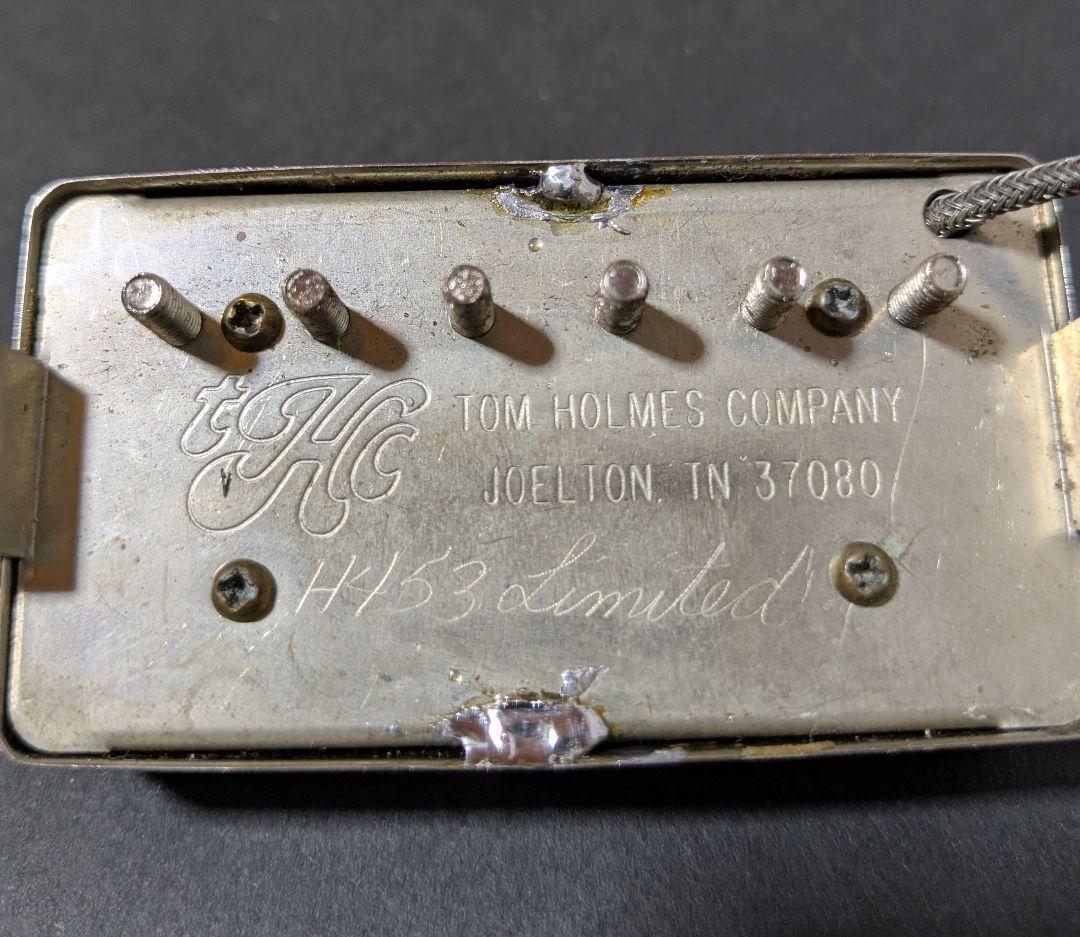 tHc
TOM HOLMES COMPANY
JOELTON, TN 37080
H453 Limited